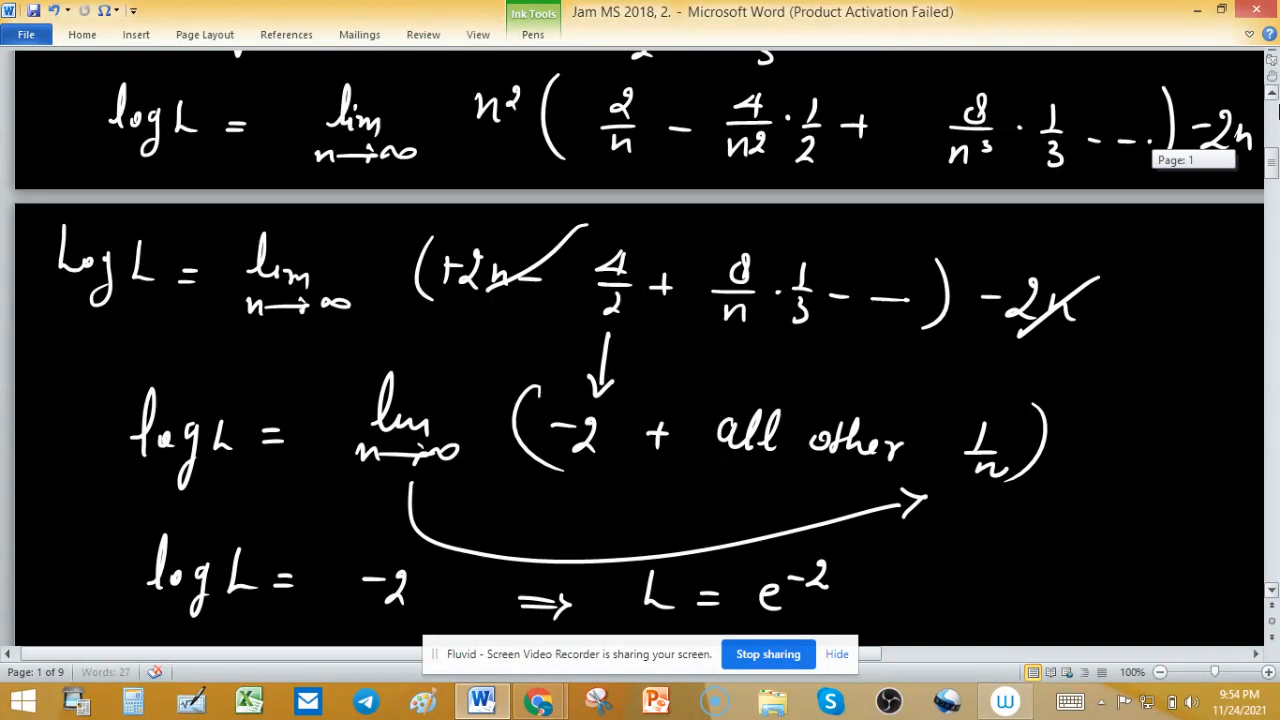 Jam MS 2018, 2. - Microsoft Word (Product Activation Failed)
Ink Tools
File Home Insert Page Layout References Mailings Review View Pens
2 3
log L = lim n→∞ n² ( 2/n - 4/n² · 1/2 + 8/n³ · 1/3 - - - ) - 2n
Page: 1
Log L = lim n→∞ ( +2n - 4/2 + 8/n · 1/3 - - ) - 2n
log L = lim n→∞ ( -2 + all other 1/n )
log L = -2 ⇒ L = e⁻²
Fluvid - Screen Video Recorder is sharing your screen. Stop sharing Hide
Page: 1 of 9 Words: 27 100%
9:54 PM
11/24/2021